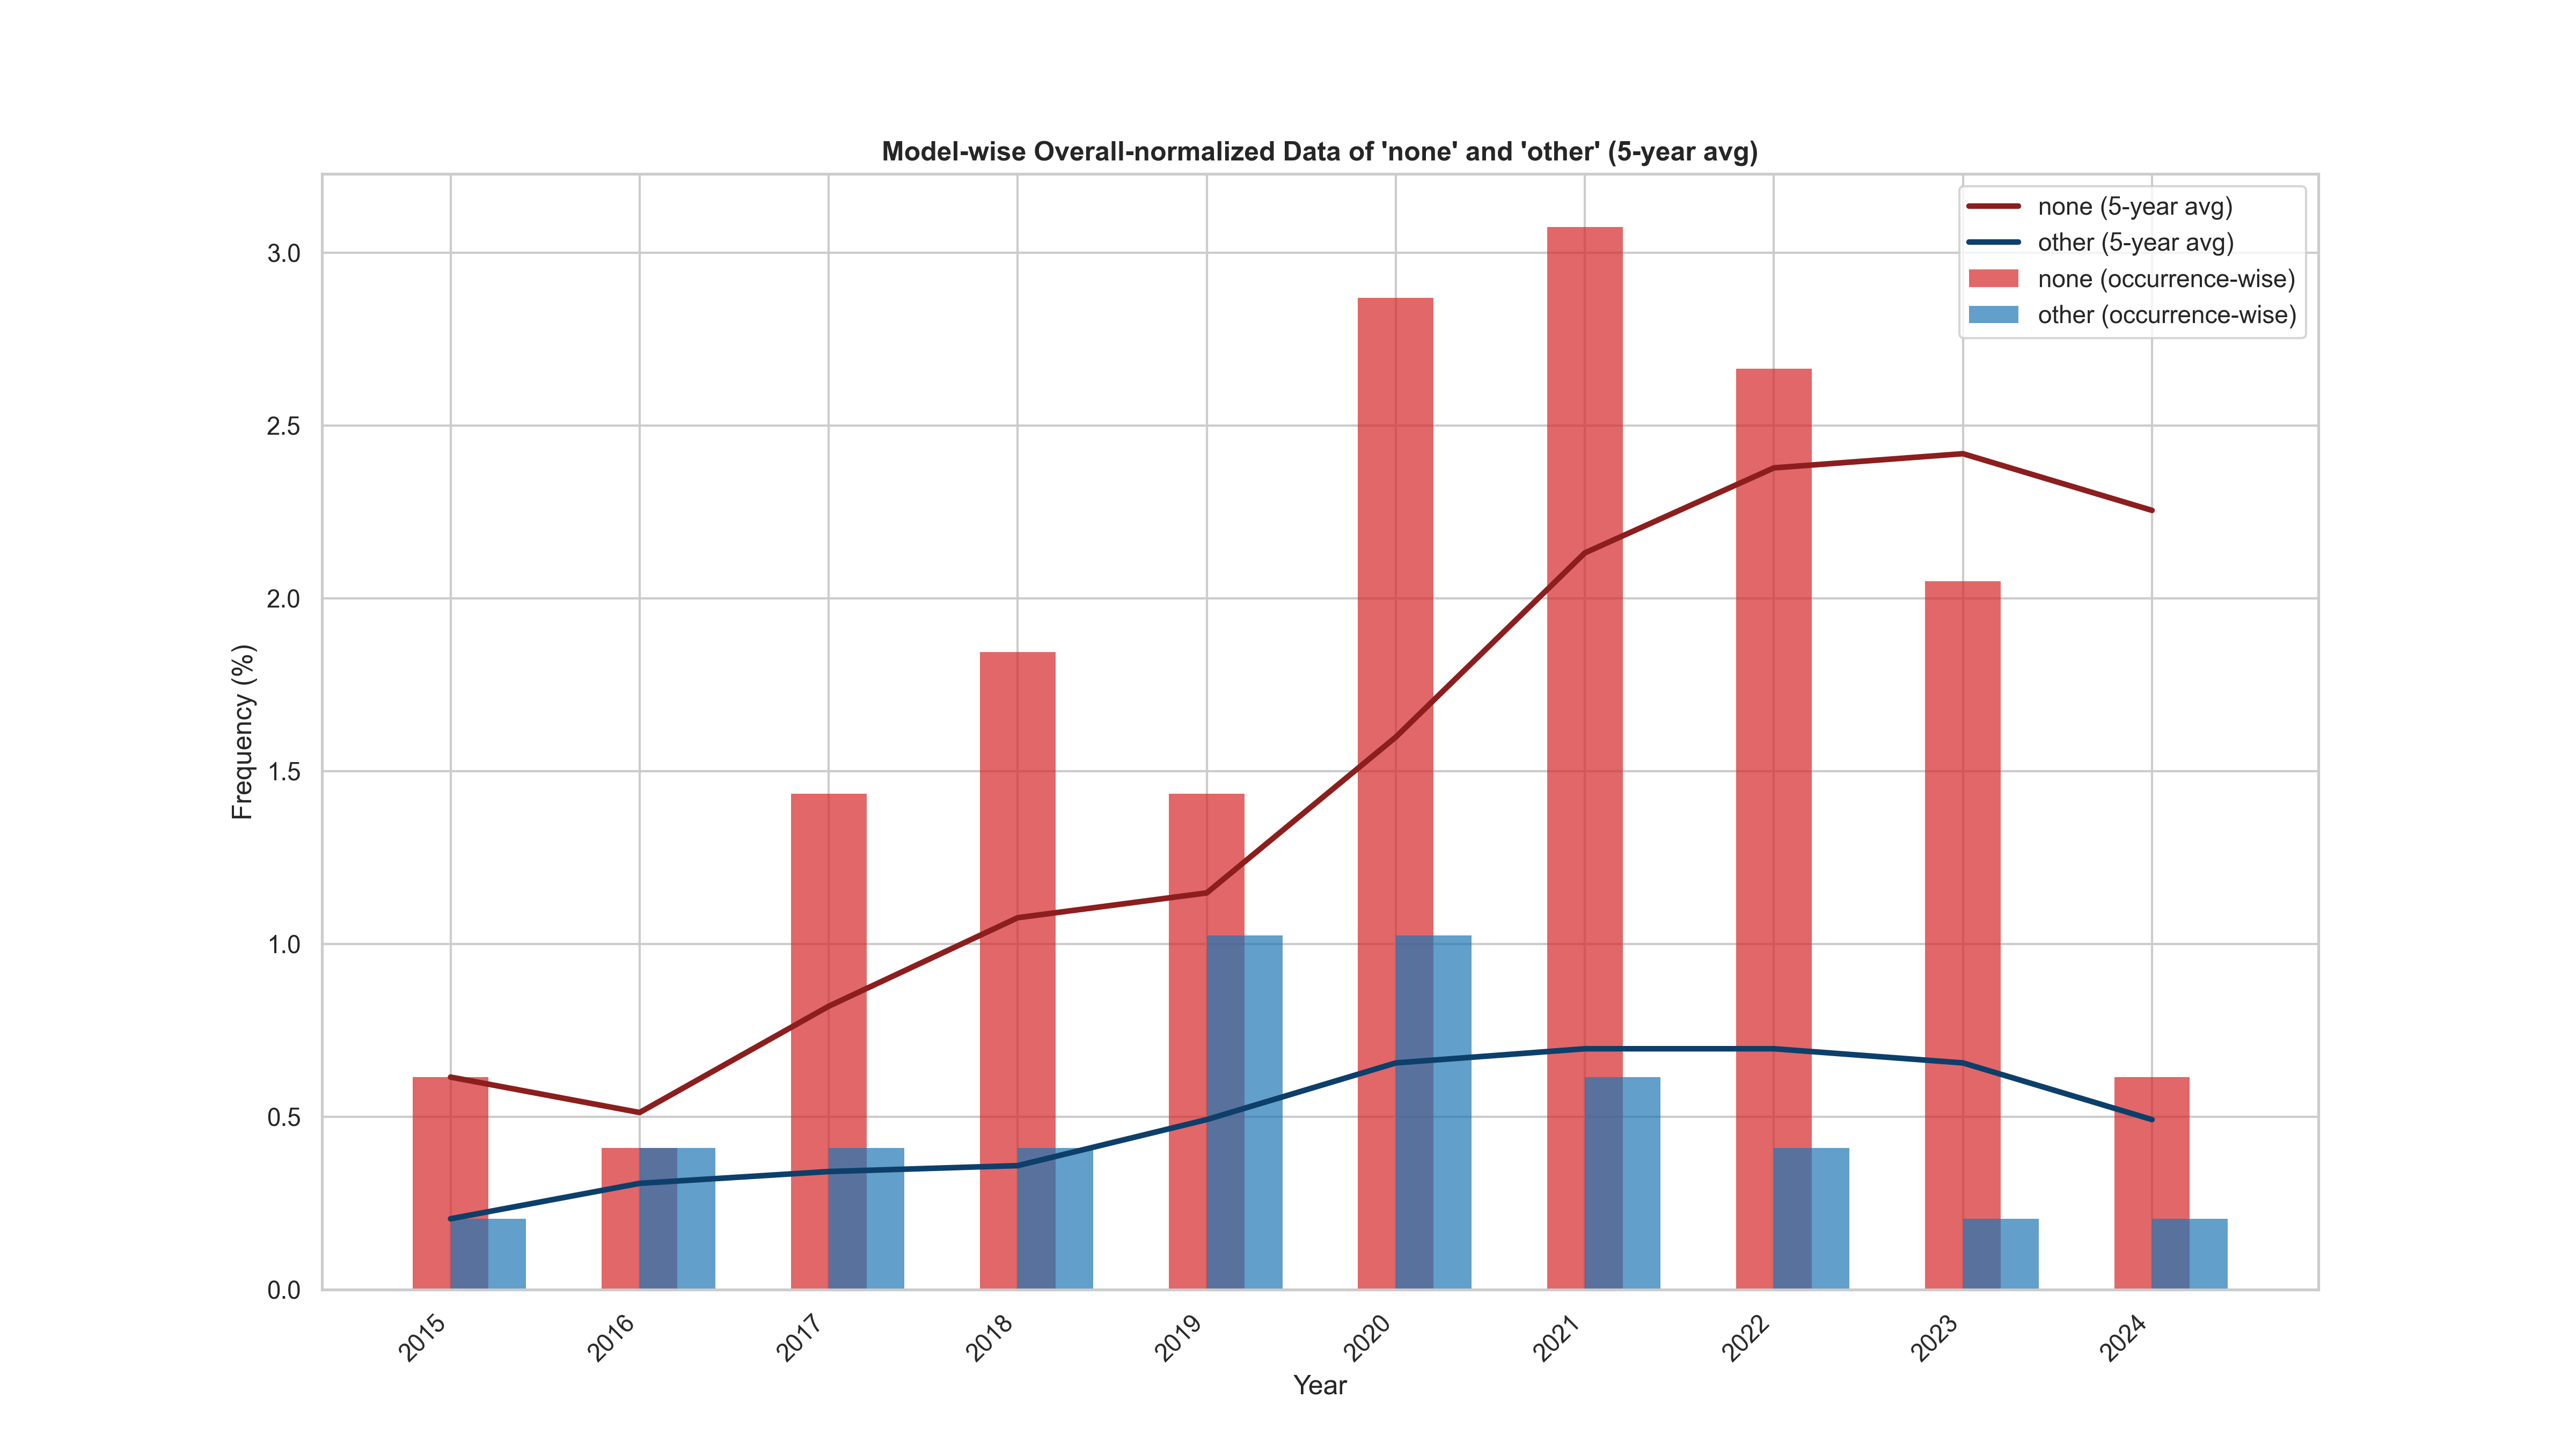 Model-wise Overall-normalized Data of 'none' and 'other' (5-year avg)
none (5-year avg)
other (5-year avg)
none (occurrence-wise)
other (occurrence-wise)
Frequency (%)
3.0
2.5
2.0
1.5
1.0
0.5
0.0
2015
2016
2017
2018
2019
2020
2021
2022
2023
2024
Year